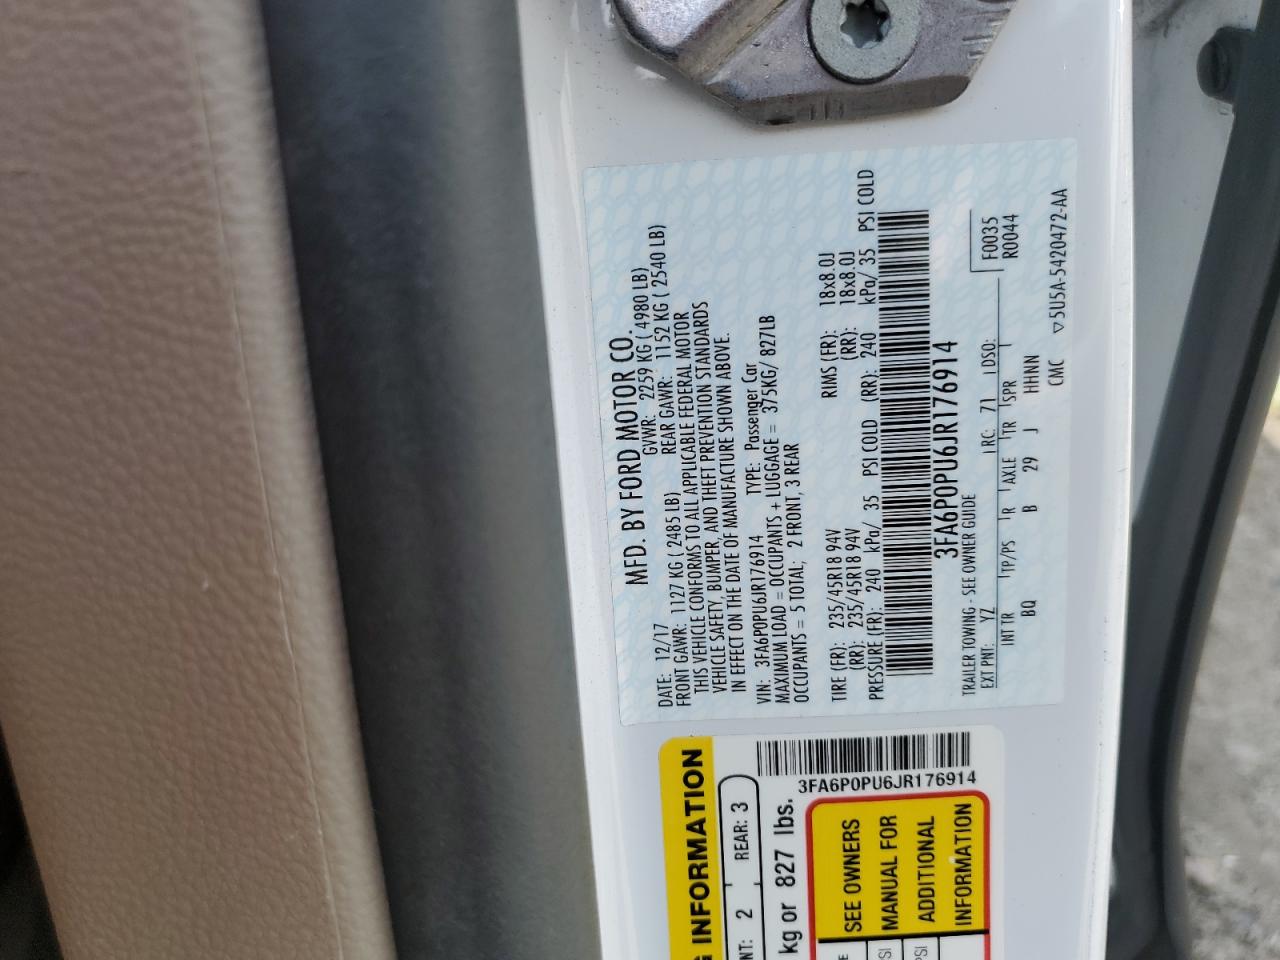 MFD. BY FORD MOTOR CO.
DATE: 12/17 GVWR: 2259 KG ( 4980 LB)
FRONT GAWR: 1127 KG ( 2485 LB) REAR GAWR: 1152 KG ( 2540 LB)
THIS VEHICLE CONFORMS TO ALL APPLICABLE FEDERAL MOTOR
VEHICLE SAFETY, BUMPER, AND THEFT PREVENTION STANDARDS
IN EFFECT ON THE DATE OF MANUFACTURE SHOWN ABOVE.
VIN: 3FA6P0PU6JR176914 TYPE: Passenger Car
MAXIMUM LOAD = OCCUPANTS + LUGGAGE = 375KG/ 827LB
OCCUPANTS = 5 TOTAL; 2 FRONT, 3 REAR
TIRE (FR): 235/45R18 94V RIMS (FR): 18x8.0J
(RR): 235/45R18 94V (RR): 18x8.0J
PRESSURE (FR): 240 kPa/ 35 PSI COLD (RR): 240 kPa/ 35 PSI COLD
3FA6P0PU6JR176914
TRAILER TOWING - SEE OWNER GUIDE
EXT PNT: YZ RC: 71 DSO: F0035
INT TR TP/PS R AXLE TR SPR R0044
BQ B 29 J HHNN
CMC ▽5U5A-5420472-AA
INFORMATION
2 REAR: 3
kg or 827 lbs.
3FA6P0PU6JR176914
SEE OWNERS
MANUAL FOR
ADDITIONAL
INFORMATION